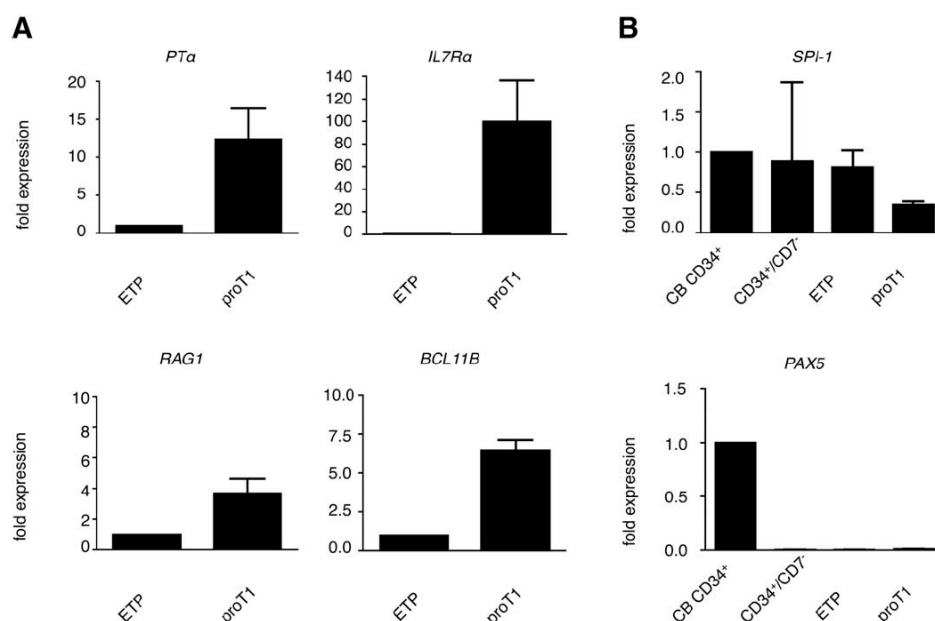 A
PTα
fold expression
20
15
10
5
0
ETP
proT1
IL7Rα
140
120
100
80
60
40
20
0
ETP
proT1
B
SPI-1
fold expression
2.0
1.5
1.0
0.5
0.0
CB CD34⁺
CD34⁺/CD7⁻
ETP
proT1
RAG1
fold expression
10
8
6
4
2
0
ETP
proT1
BCL11B
10.0
7.5
5.0
2.5
0.0
ETP
proT1
PAX5
fold expression
1.5
1.0
0.5
0.0
CB CD34⁺
CD34⁺/CD7⁻
ETP
proT1